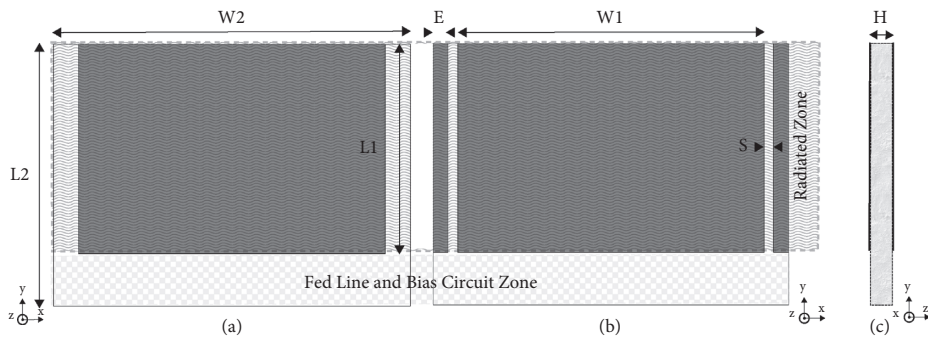 W2
E
W1
H
L2
L1
S
Radiated Zone
Fed Line and Bias Circuit Zone
y
z
x
(a)
(b)
y
z
x
(c)
y
x
z